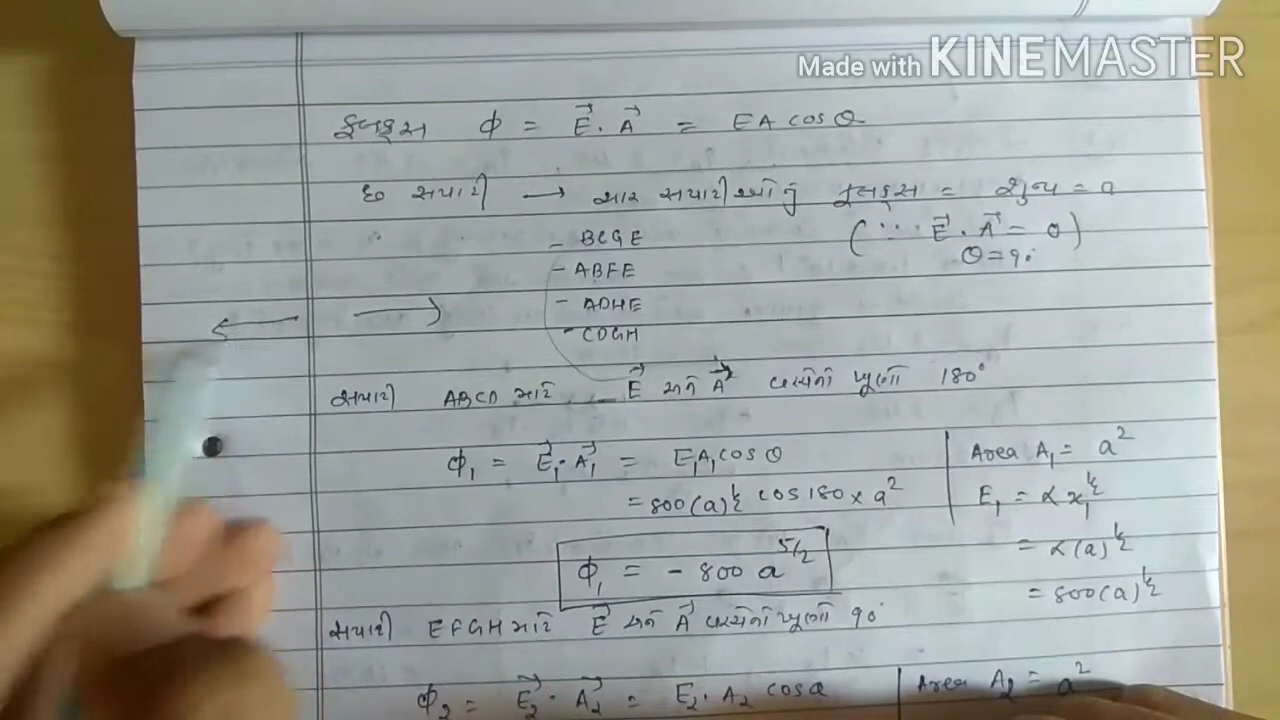 Made with KINEMASTER
ફ્લક્સ ϕ = E⃗ · A⃗ = EA cos θ
છ સપાટી → ચાર સપાટીઓનું ફ્લક્સ = શુન્ય = 0
- BCGE
(∵ E⃗ · A⃗ = 0)
θ = 90°
- ABFE
- ADHE
- CDGH
સપાટી ABCD માટે E⃗ અને A⃗ વચ્ચેનો ખૂણો 180°
ϕ₁ = E⃗₁ · A⃗₁ = E₁A₁ cos θ
= 800(a)^½ cos 180 × a²
ϕ₁ = - 800 a^5/2
Area A₁ = a²
E₁ = α x₁^½
= α(a)^½
= 800(a)^½
સપાટી EFGH માટે E⃗ અને A⃗ વચ્ચેનો ખૂણો 90°
ϕ₂ = E⃗₂ · A⃗₂ = E₂ · A₂ cos θ
Area A₂ = a²